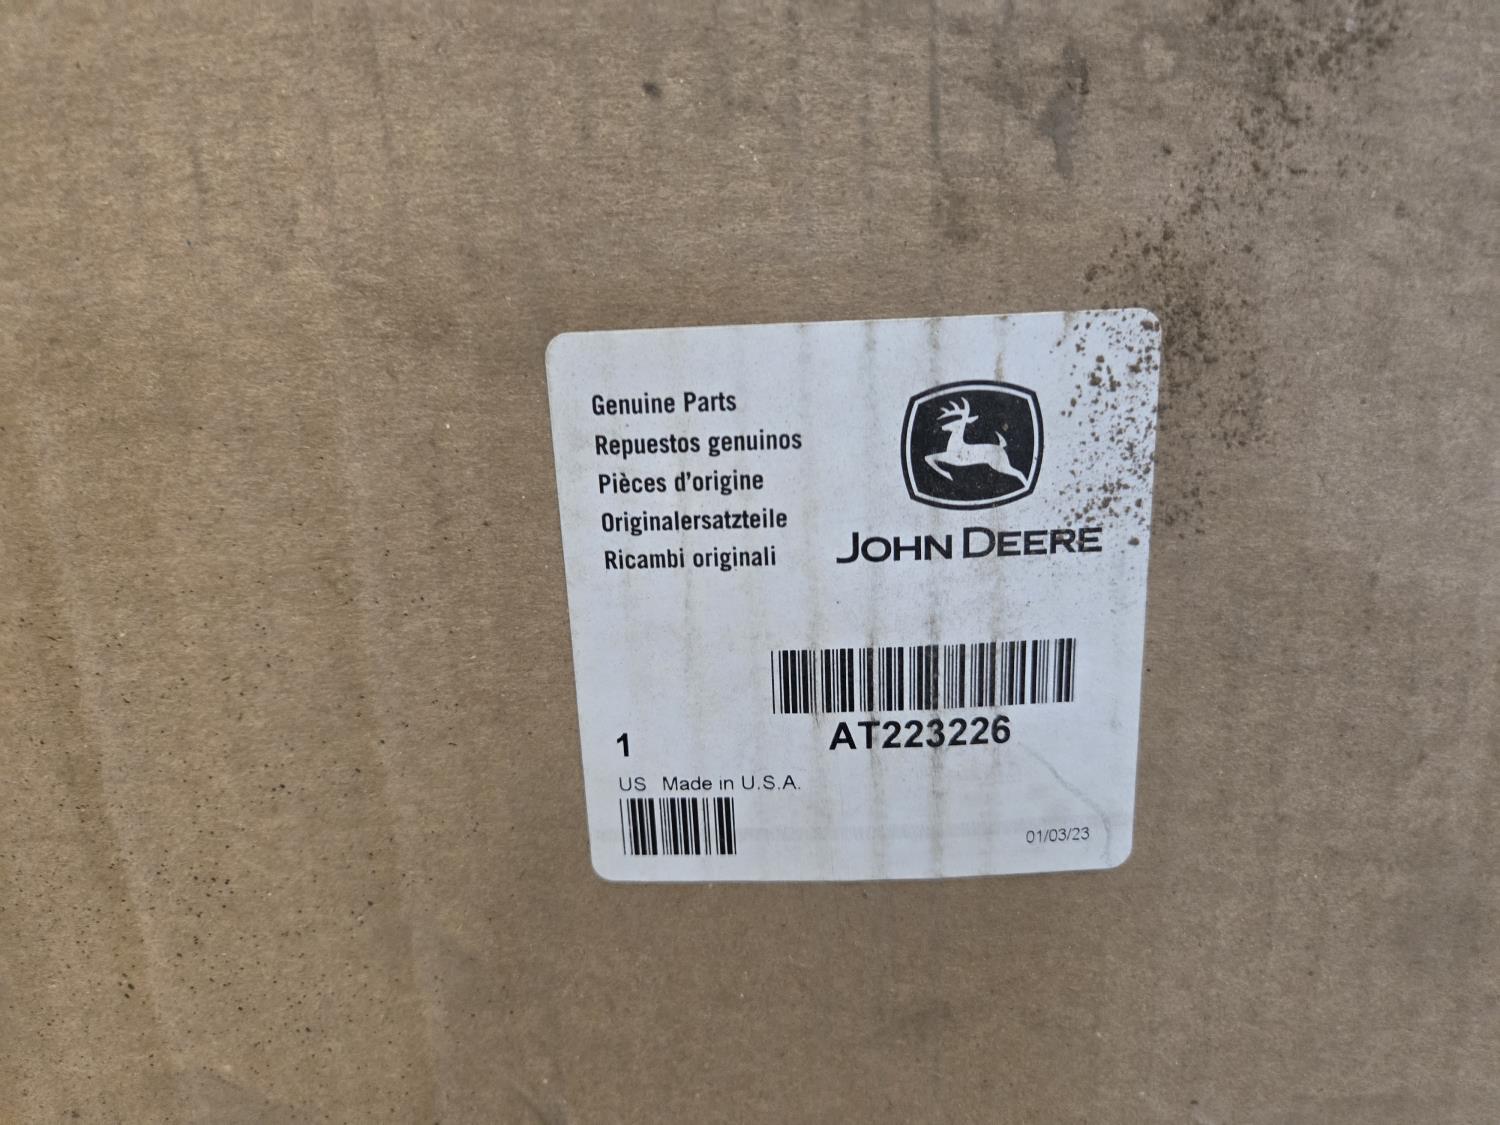 Genuine Parts
Repuestos genuinos
Pièces d'origine
Originalersatzteile
Ricambi originali
JOHN DEERE
AT223226
1
US Made in U.S.A.
01/03/23